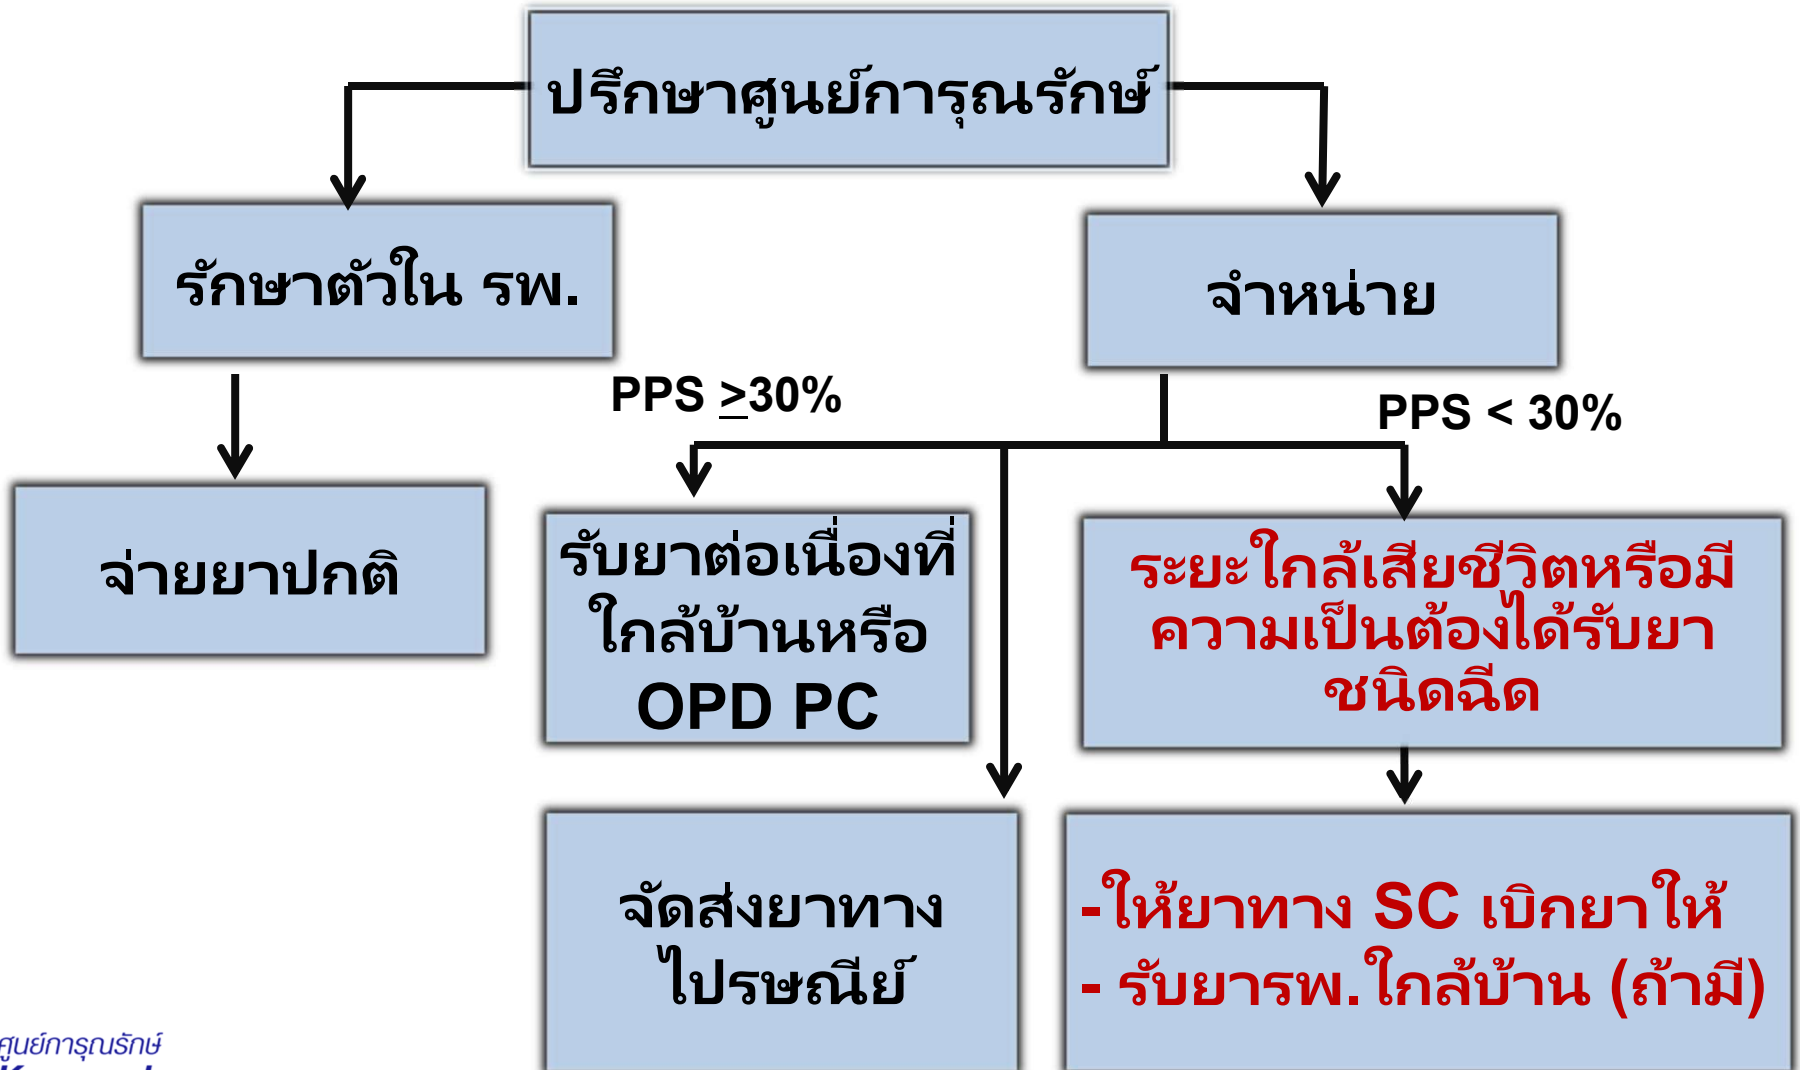 ปรึกษาศูนย์การุณรักษ์
รักษาตัวใน รพ.
จำหน่าย
PPS >30%
PPS < 30%
จ่ายยาปกติ
รับยาต่อเนื่องที่
ใกล้บ้านหรือ
OPD PC
ระยะใกล้เสียชีวิตหรือมี
ความเป็นต้องได้รับยา
ชนิดฉีด
จัดส่งยาทาง
ไปรษณีย์
-ให้ยาทาง SC เบิกยาให้
- รับยารพ.ใกล้บ้าน (ถ้ามี)
ศูนย์การุณรักษ์